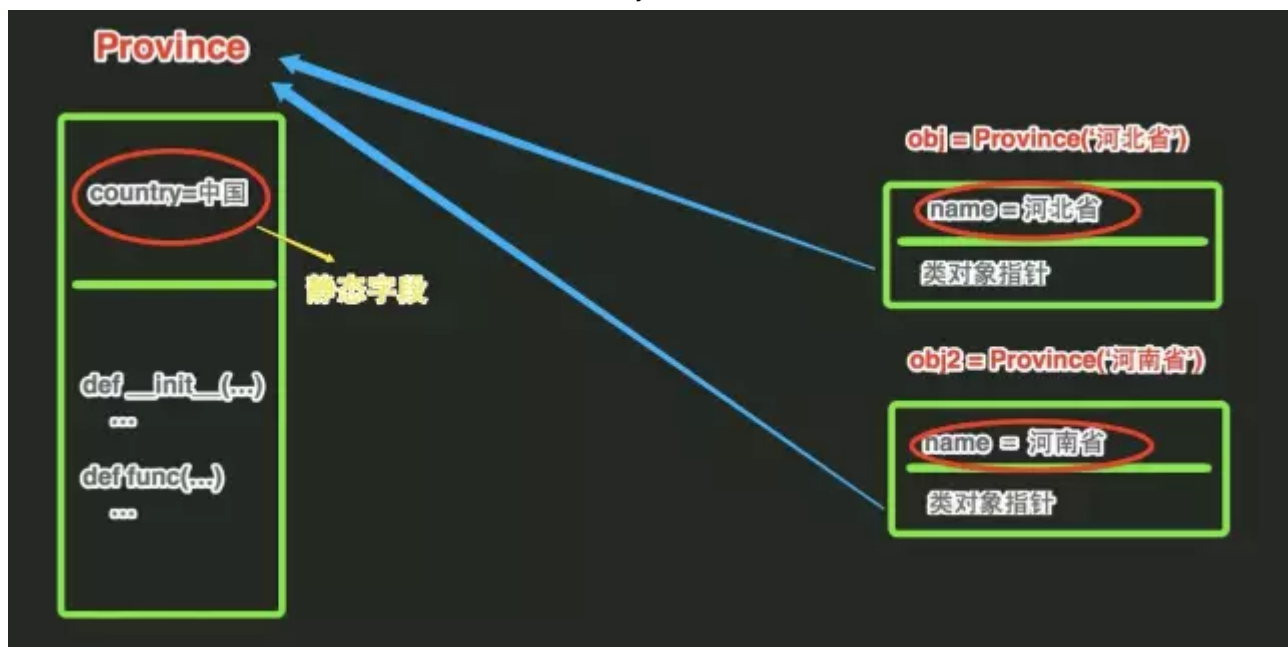 Province
country=中国
静态字段
def __init__(...)
...
def func(...)
...
obj = Province('河北省')
name = 河北省
类对象指针
obj2 = Province('河南省')
name = 河南省
类对象指针